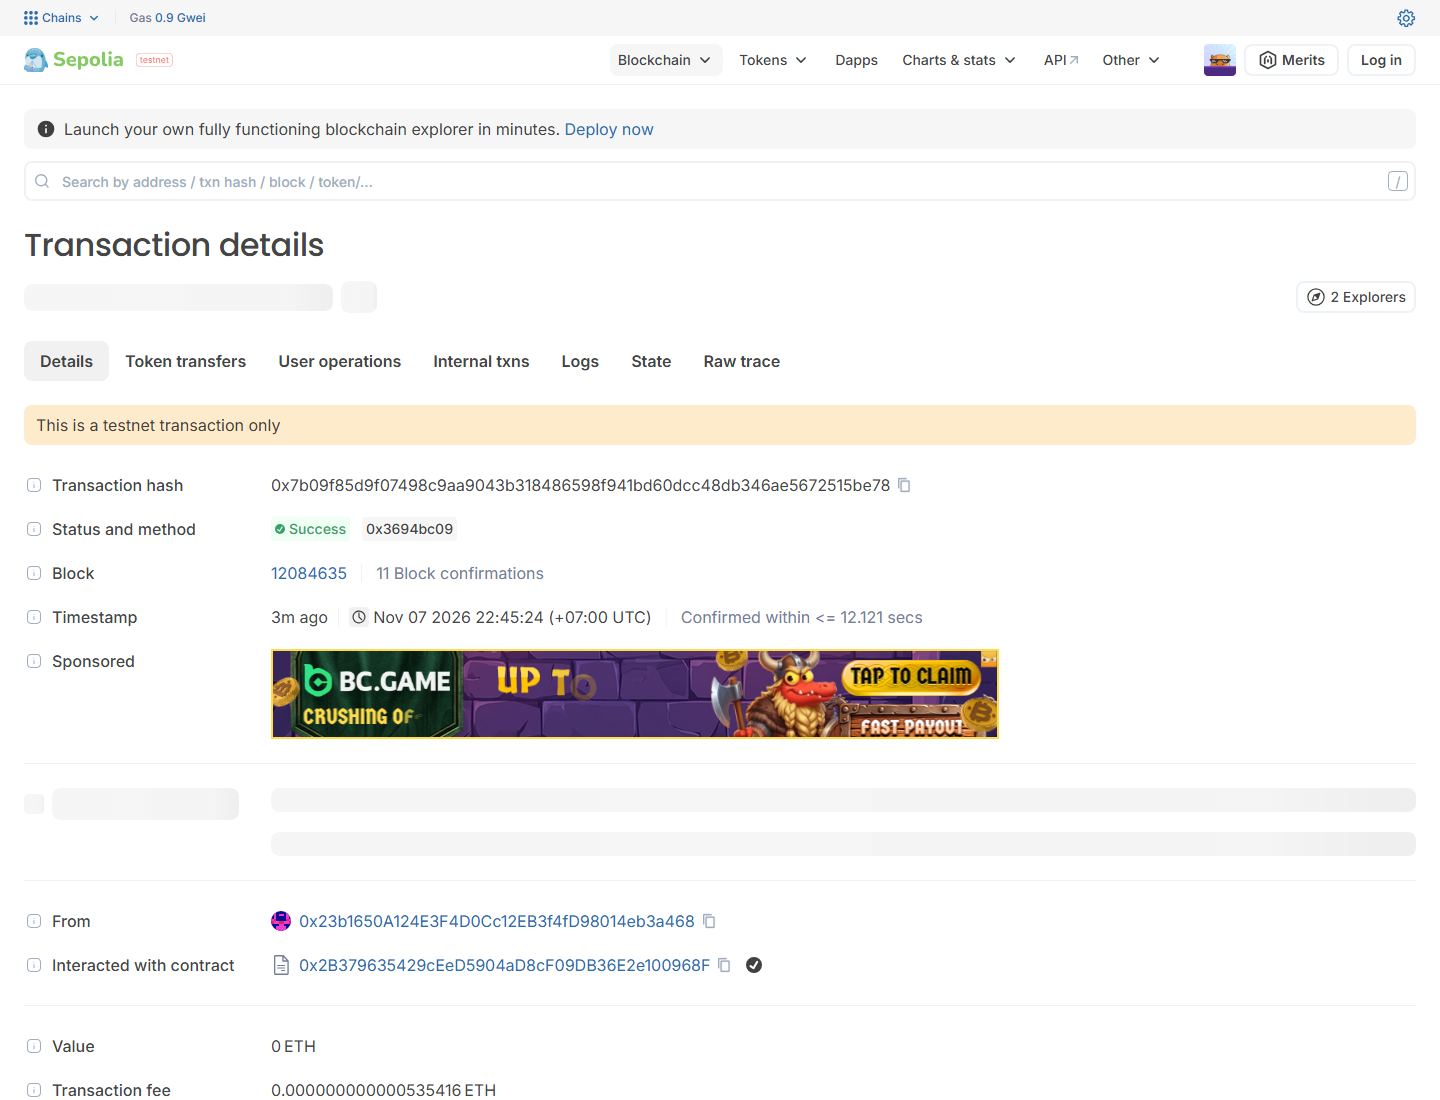 Chains
Gas 0.9 Gwei
Sepolia testnet
Blockchain
Tokens
Dapps
Charts & stats
API
Other
Merits
Log in
Launch your own fully functioning blockchain explorer in minutes. Deploy now
Search by address / txn hash / block / token/...
/
Transaction details
2 Explorers
Details
Token transfers
User operations
Internal txns
Logs
State
Raw trace
This is a testnet transaction only
Transaction hash
0x7b09f85d9f07498c9aa9043b318486598f941bd60dcc48db346ae5672515be78
Status and method
Success
0x3694bc09
Block
12084635
11 Block confirmations
Timestamp
3m ago
Nov 07 2026 22:45:24 (+07:00 UTC)
Confirmed within <= 12.121 secs
Sponsored
BC.GAME
CRUSHING OF
UP TO
TAP TO CLAIM
FAST PAYOUT
From
0x23b1650A124E3F4D0Cc12EB3f4fD98014eb3a468
Interacted with contract
0x2B379635429cEeD5904aD8cF09DB36E2e100968F
Value
0 ETH
Transaction fee
0.000000000000535416 ETH